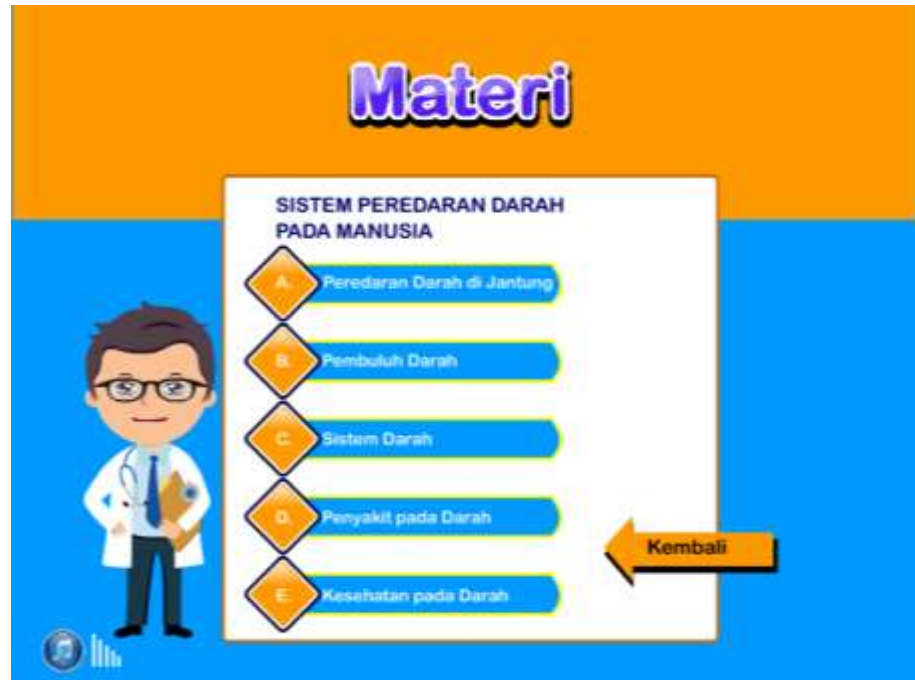 Materi
SISTEM PEREDARAN DARAH
PADA MANUSIA
A. Peredaran Darah di Jantung
B. Pembuluh Darah
C. Sistem Darah
D. Penyakit pada Darah
E. Kesehatan pada Darah
Kembali